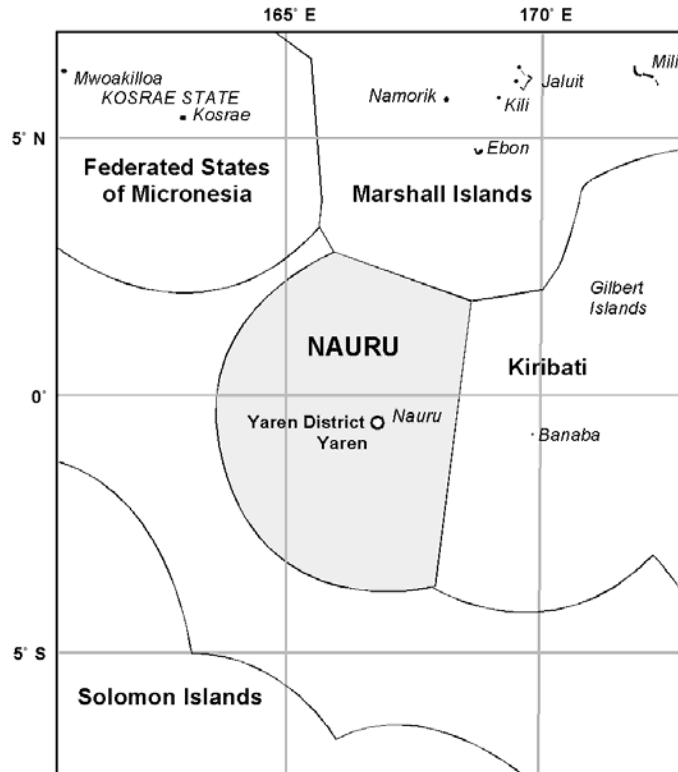 165° E
170° E
Mwoakilloa
KOSRAE STATE
Kosrae
Namorik
Kili
Jaluit
Mili
5° N
Ebon
Federated States
of Micronesia
Marshall Islands
Gilbert
Islands
NAURU
Kiribati
0°
Yaren District
Yaren
Nauru
Banaba
5° S
Solomon Islands